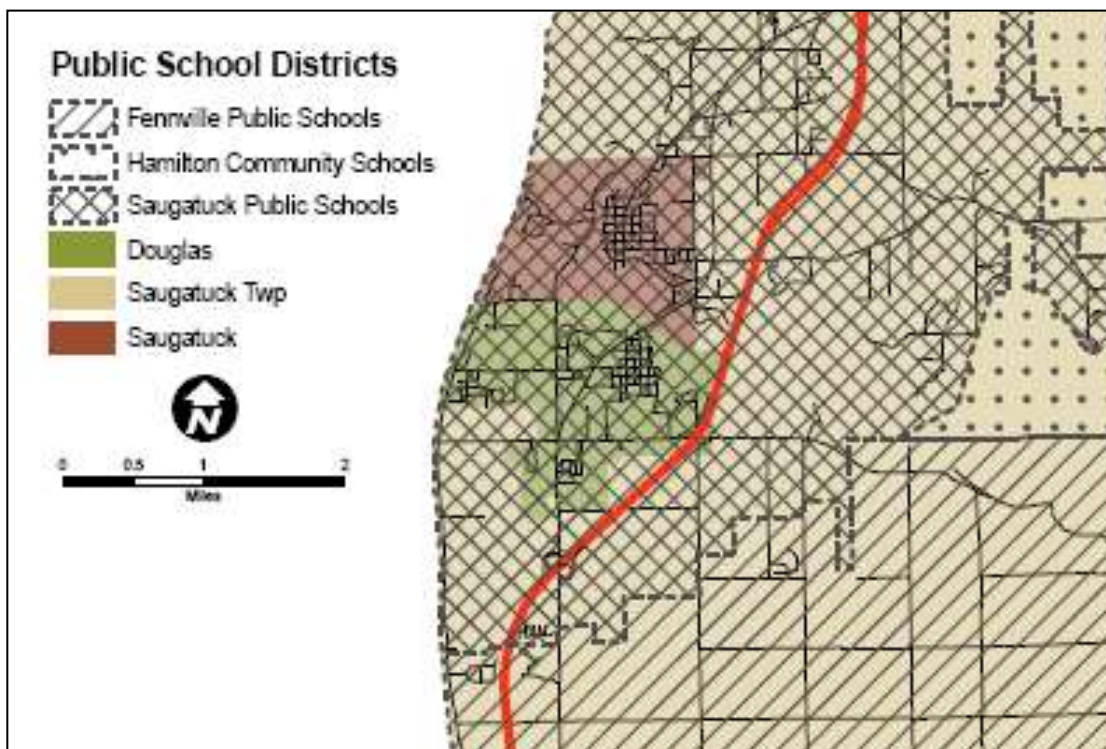 Public School Districts
Fennville Public Schools
Hamilton Community Schools
Saugatuck Public Schools
Douglas
Saugatuck Twp
Saugatuck
N
0 0.5 1 2
Miles